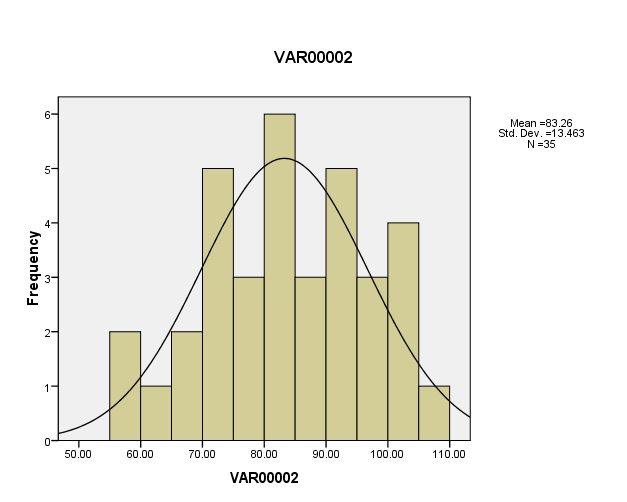 VAR00002
Mean =83.26
Std. Dev. =13.463
N =35
Frequency
6
5
4
3
2
1
0
50.00 60.00 70.00 80.00 90.00 100.00 110.00
VAR00002